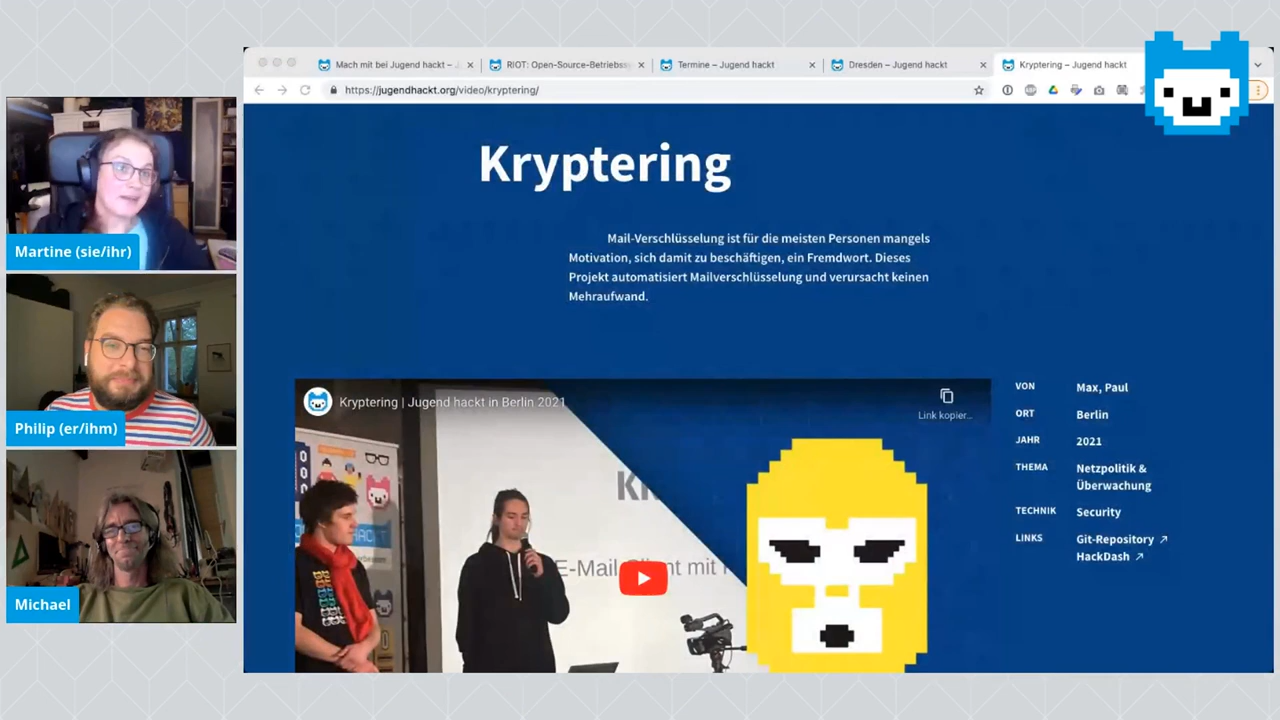 Mach mit bei Jugend hackt –
RIOT: Open-Source-Betriebss
Termine – Jugend hackt
Dresden – Jugend hackt
Kryptering – Jugend hackt
https://jugendhackt.org/video/kryptering/
Kryptering
Mail-Verschlüsselung ist für die meisten Personen mangels
Motivation, sich damit zu beschäftigen, ein Fremdwort. Dieses
Projekt automatisiert Mailverschlüsselung und verursacht keinen
Mehraufwand.
Martine (sie/ihr)
Philip (er/ihm)
Michael
Kryptering | Jugend hackt in Berlin 2021
Link kopier...
E-Mail
VON Max, Paul
ORT Berlin
JAHR 2021
THEMA Netzpolitik &
Überwachung
TECHNIK Security
LINKS Git-Repository ↗
HackDash ↗